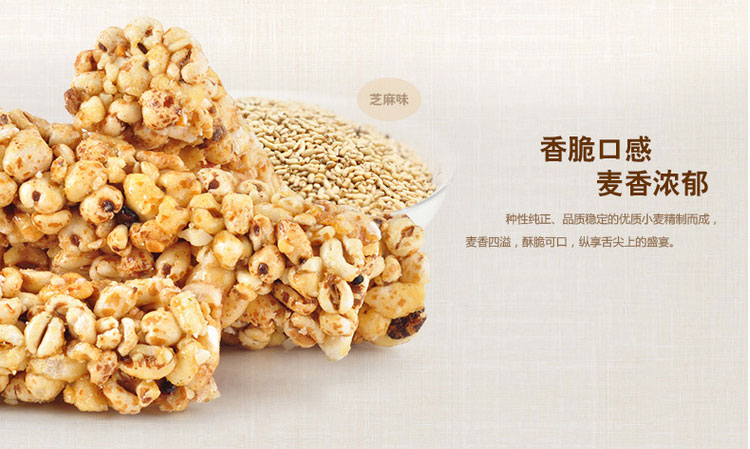 芝麻味
香脆口感
麦香浓郁
种性纯正、品质稳定的优质小麦精制而成，
麦香四溢，酥脆可口，纵享舌尖上的盛宴。